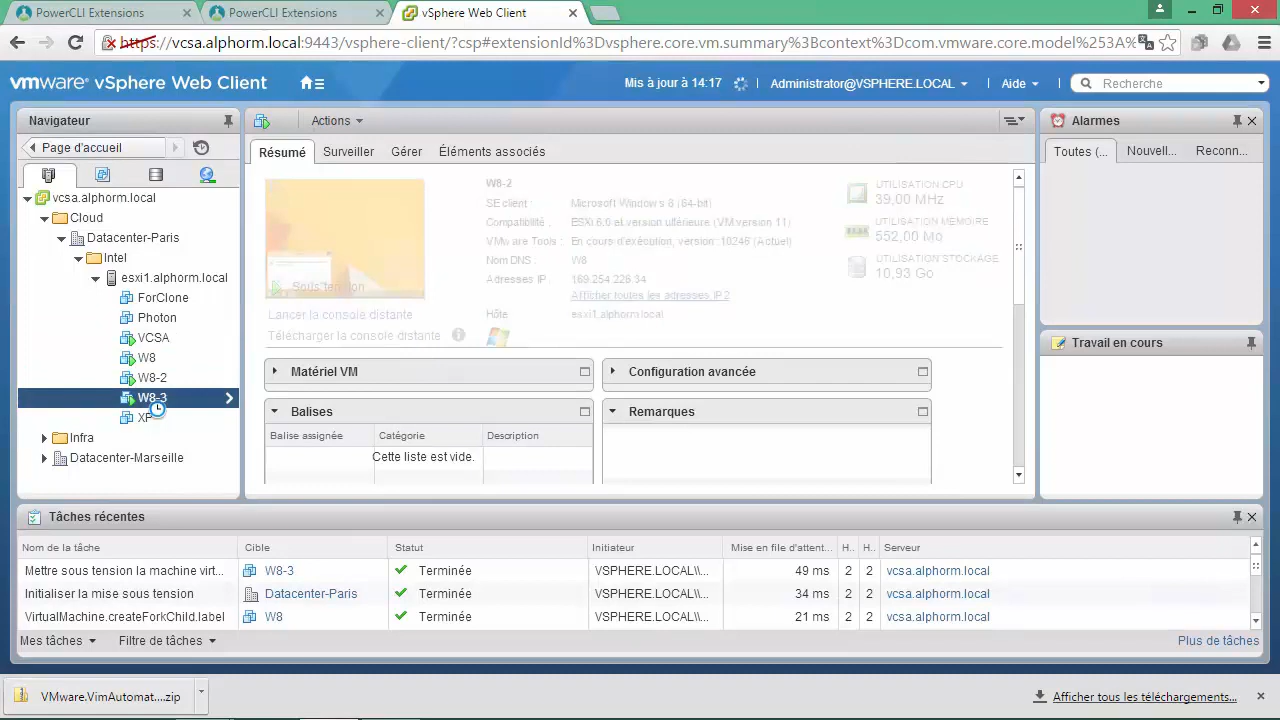 PowerCLI Extensions
PowerCLI Extensions
vSphere Web Client
https://vcsa.alphorm.local:9443/vsphere-client/?csp#extensionId%3Dvsphere.core.vm.summary%3Bcontext%3Dcom.vmware.core.model%253A%
vmware® vSphere Web Client
Mis à jour à 14:17
Administrator@VSPHERE.LOCAL
Aide
Recherche
Navigateur
Actions
Alarmes
Page d'accueil
Résumé
Surveiller
Gérer
Éléments associés
Toutes (...
Nouvell...
Reconn...
vcsa.alphorm.local
Cloud
Datacenter-Paris
Intel
esxi1.alphorm.local
ForClone
Photon
VCSA
W8
W8-2
W8-3
XP
Infra
Datacenter-Marseille
Sous tension
Lancer la console distante
Télécharger la console distante
W8-2
SE client : Microsoft Windows 8 (64-bit)
Compatibilité : ESXi 6.0 et version ultérieure (VM version 11)
VMware Tools : En cours d'exécution, version :10246 (Actuel)
Nom DNS : W8
Adresses IP : 169.254.228.34
Afficher toutes les adresses IP 2
Hôte esxi1.alphorm.local
UTILISATION CPU
39,00 MHz
UTILISATION MÉMOIRE
552,00 Mo
UTILISATION STOCKAGE
10,93 Go
Matériel VM
Configuration avancée
Balises
Remarques
Balise assignée
Catégorie
Description
Cette liste est vide.
Travail en cours
Tâches récentes
Nom de la tâche Cible Statut Initiateur Mise en file d'attent... H.. H.. Serveur
Mettre sous tension la machine virt... W8-3 Terminée VSPHERE.LOCAL\\... 49 ms 2 2 vcsa.alphorm.local
Initialiser la mise sous tension Datacenter-Paris Terminée VSPHERE.LOCAL\\... 34 ms 2 2 vcsa.alphorm.local
VirtualMachine.createForkChild.label W8 Terminée VSPHERE.LOCAL\\... 21 ms 2 2 vcsa.alphorm.local
Mes tâches
Filtre de tâches
Plus de tâches
VMware.VimAutomat....zip
Afficher tous les téléchargements...